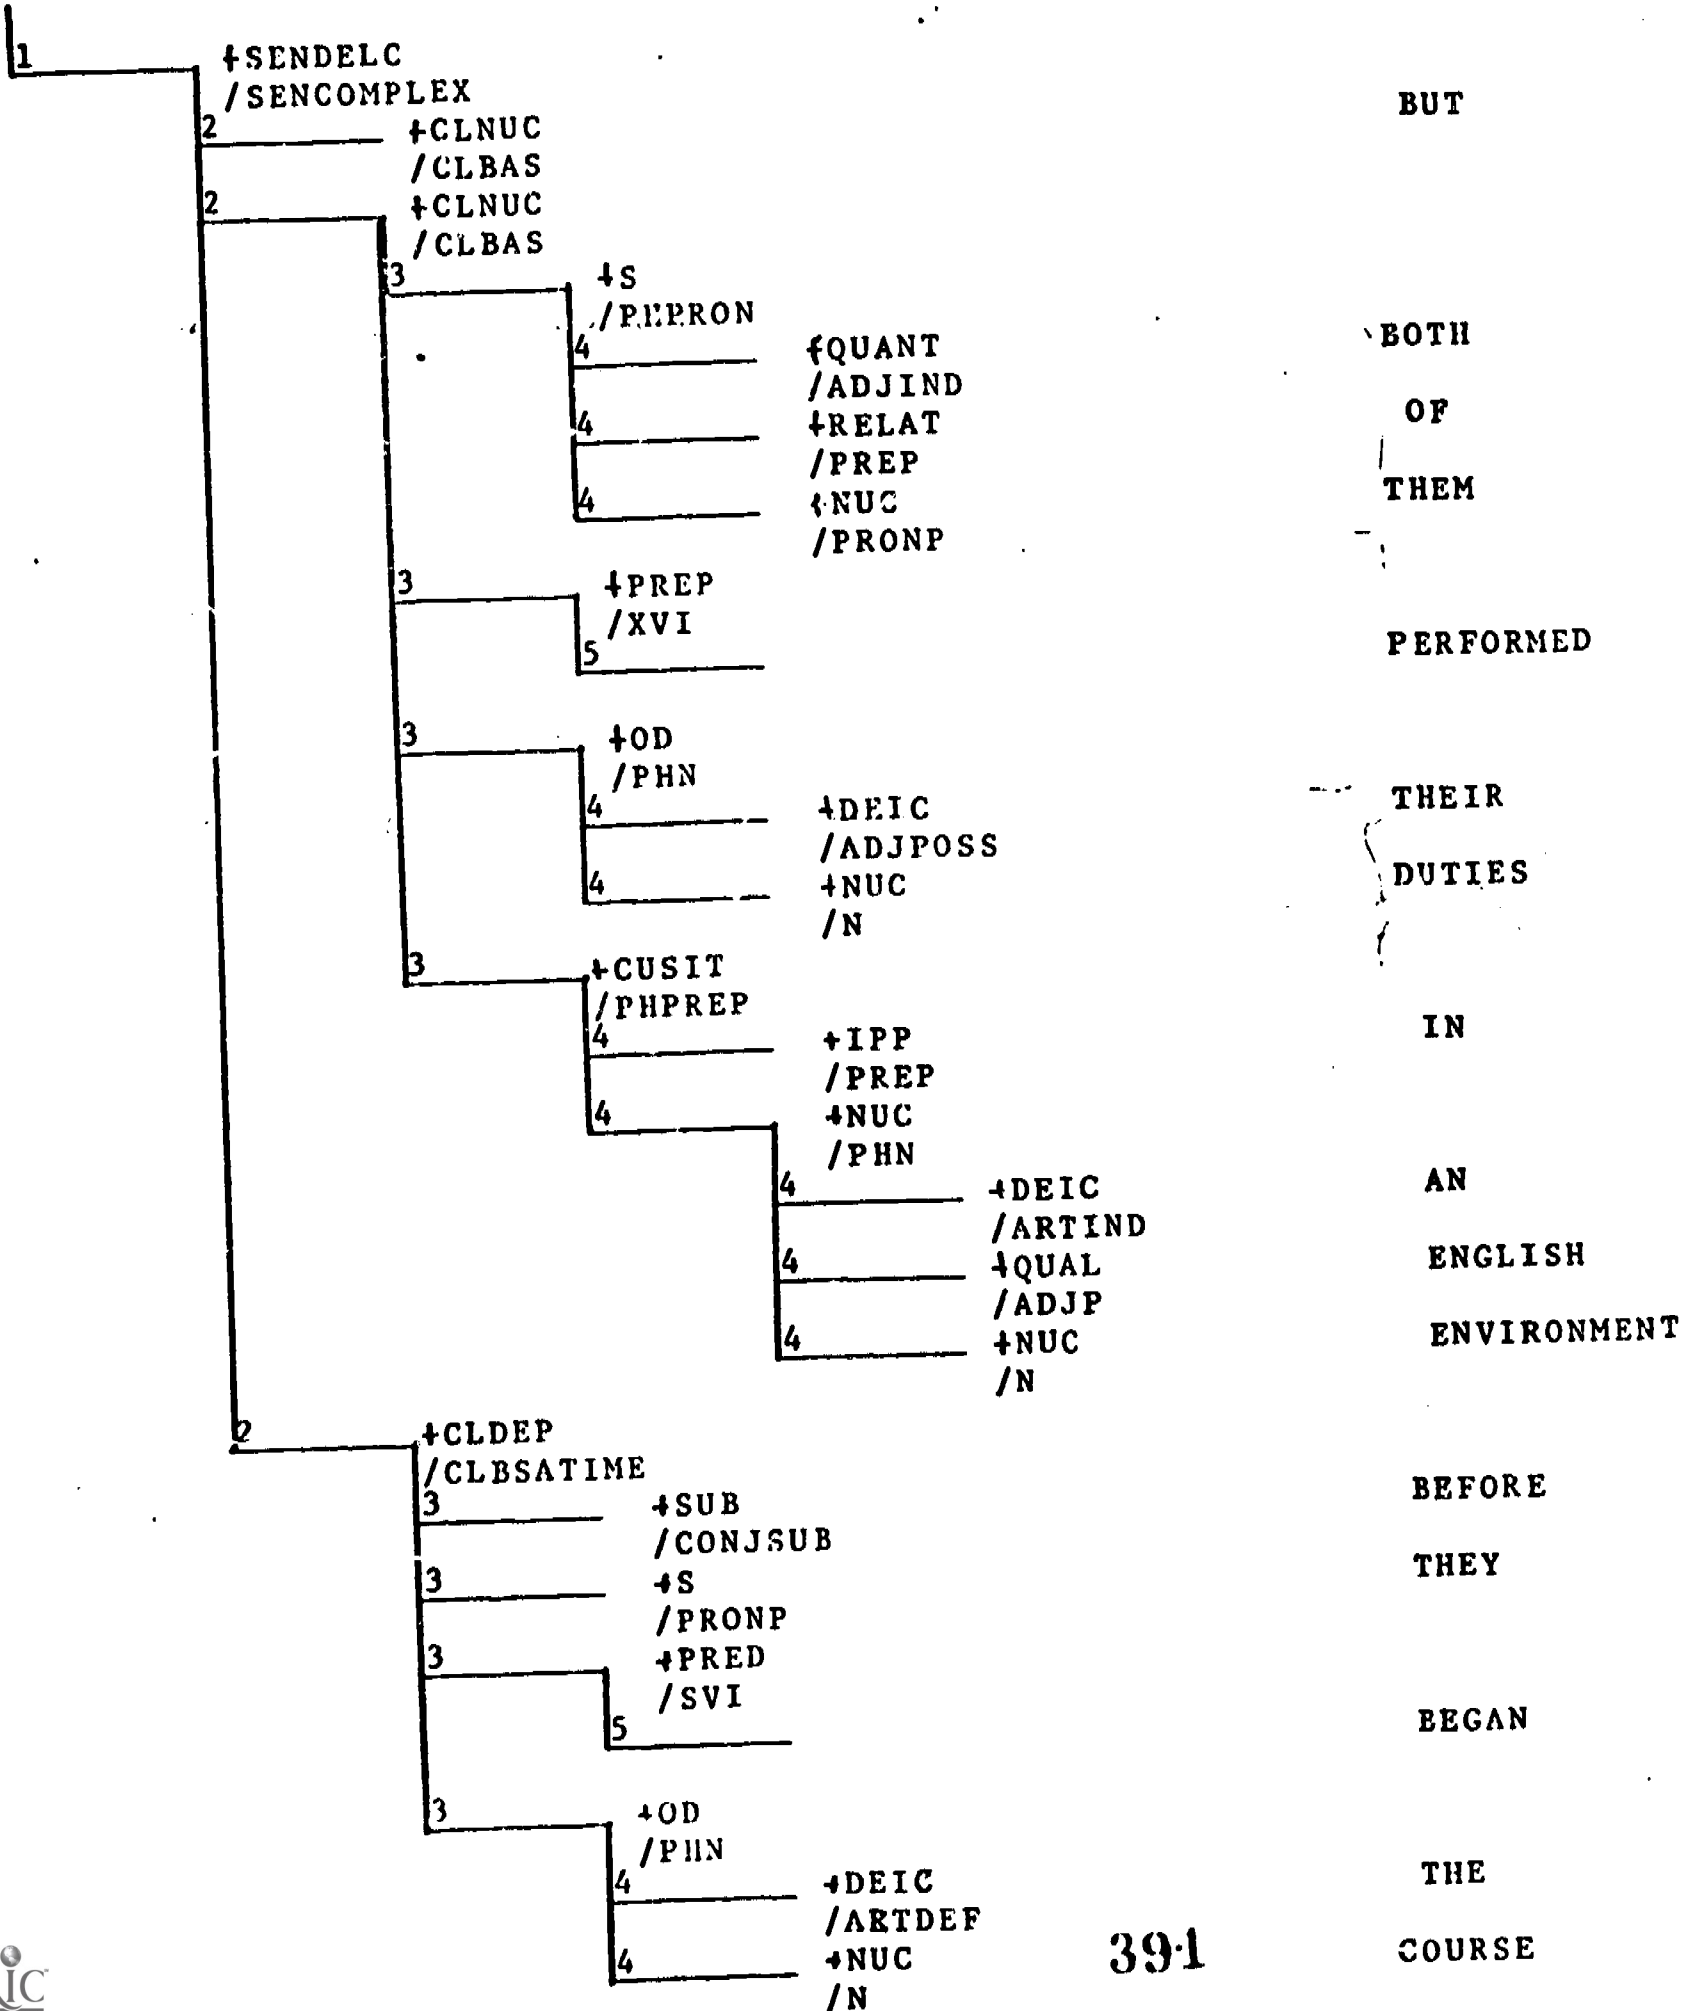 1 +SENDELC
/SENCOMPLEX BUT
2 +CLNUC
/CLBAS
2 +CLNUC
/CLBAS
3 +S
BOTH
4 +QUANT
/ADJIND OF
4 +RELAT
/PREP THEM
4 +NUC
/PRONP
3 +PREP
/XVI PERFORMED
5
3 +OD
/PHN THEIR
4 +DEIC
/ADJPOSS DUTIES
4 +NUC
/N
3 +CUSIT
/PHPREP IN
4 +IPP
/PREP
4 +NUC
/PHN
4 +DEIC AN
/ARTIND
4 +QUAL ENGLISH
/ADJP
4 +NUC ENVIRONMENT
/N
2 +CLDEP
/CLBSATIME BEFORE
3 +SUB
/CONJSUB THEY
3 +S
/PRONP
3 +PRED
/SVI BEGAN
5
3 +OD
/PHN THE
4 +DEIC
/ARTDEF
4 +NUC 391 COURSE
/N
IC